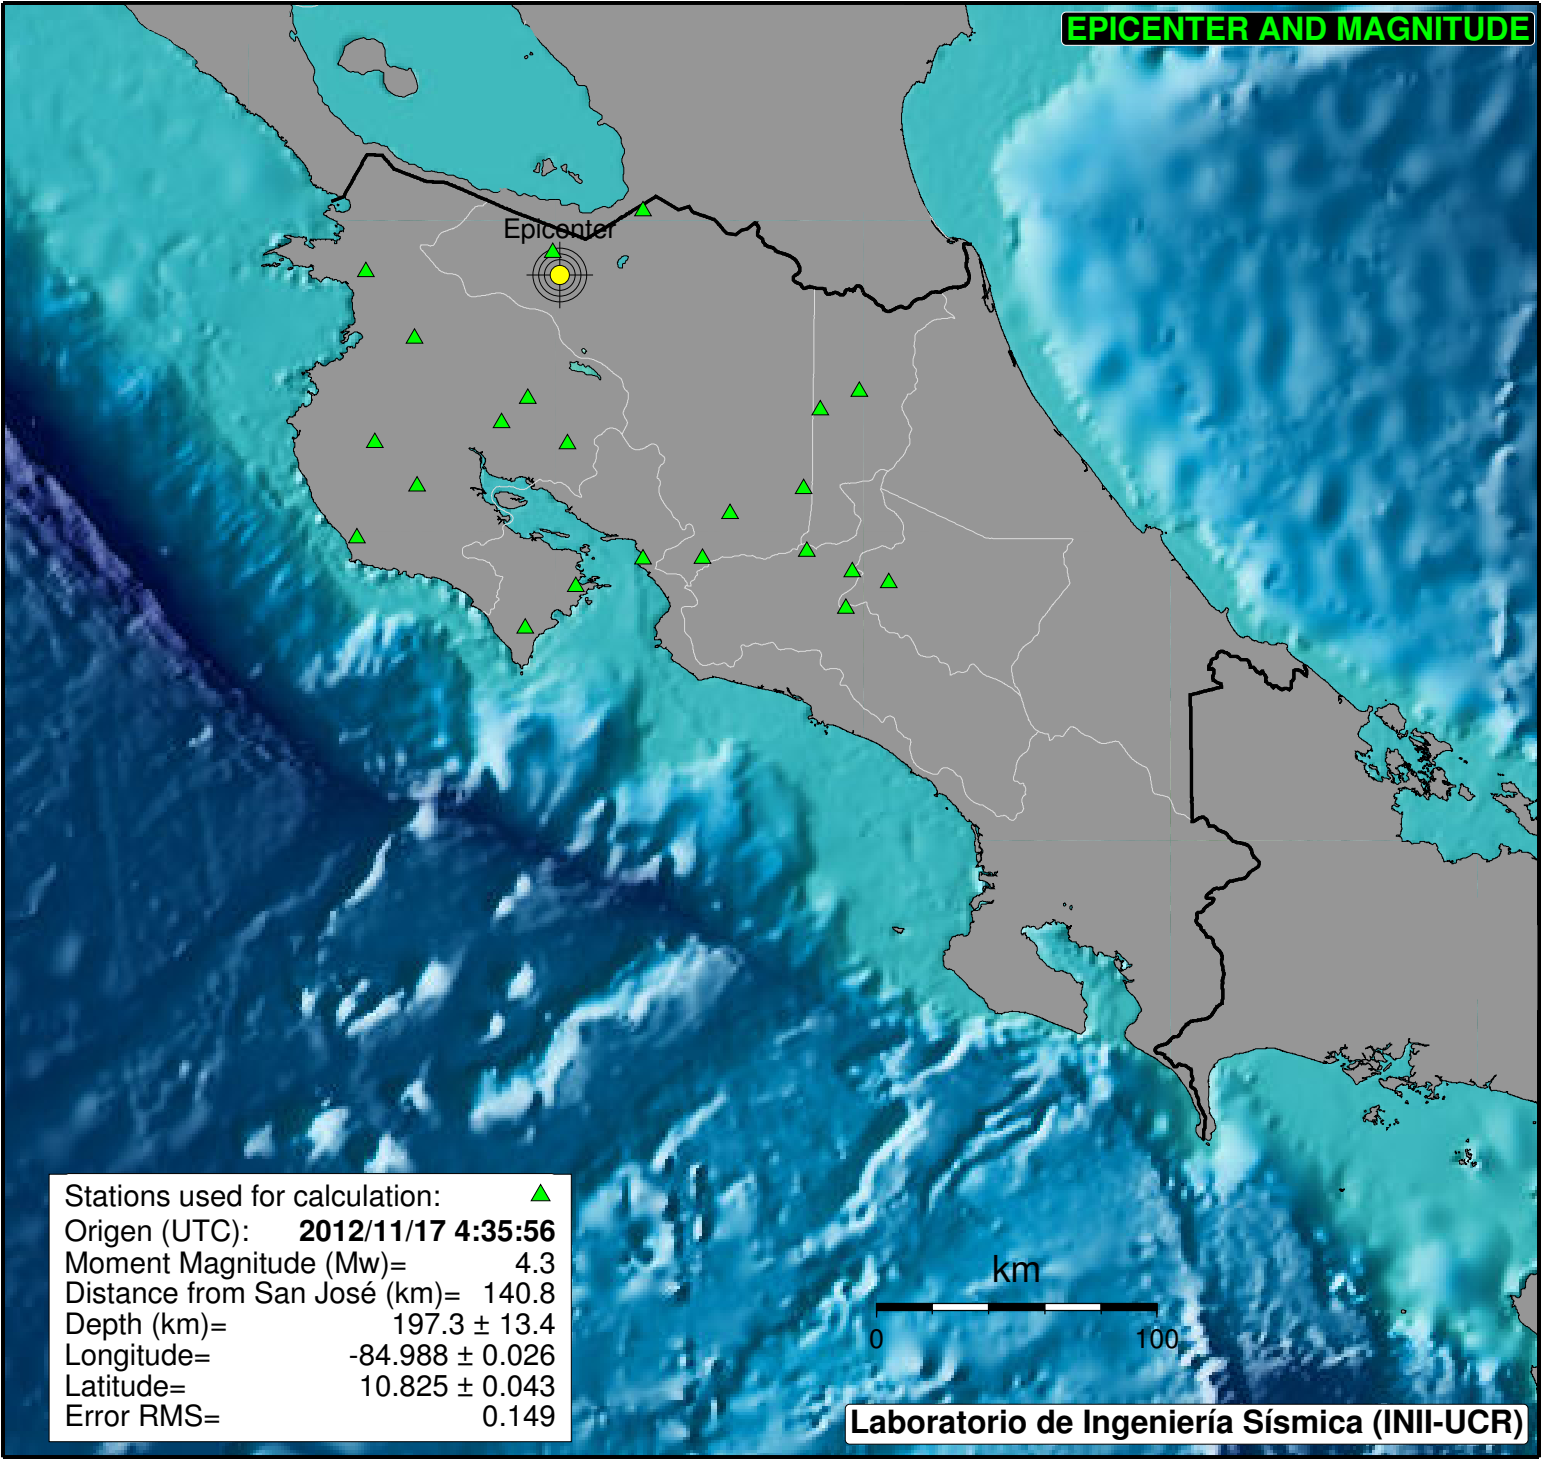 EPICENTER AND MAGNITUDE
Epicenter
Stations used for calculation:
Origen (UTC): 2012/11/17 4:35:56
Moment Magnitude (Mw)= 4.3
Distance from San José (km)= 140.8
Depth (km)= 197.3 ± 13.4
Longitude= -84.988 ± 0.026
Latitude= 10.825 ± 0.043
Error RMS= 0.149
km
0 100
Laboratorio de Ingeniería Sísmica (INII-UCR)